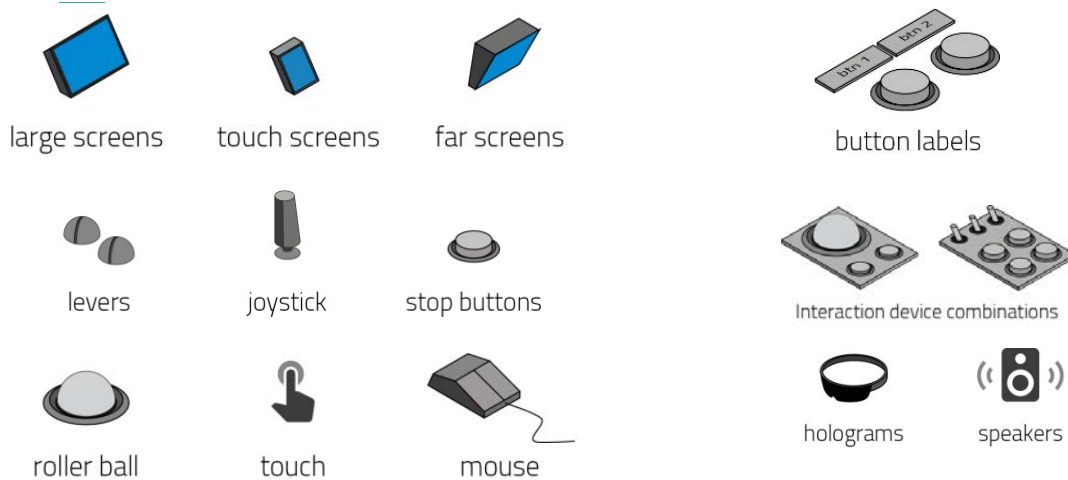 large screens
touch screens
far screens
btn 1
btn 2
button labels
levers
joystick
stop buttons
Interaction device combinations
roller ball
touch
mouse
holograms
speakers